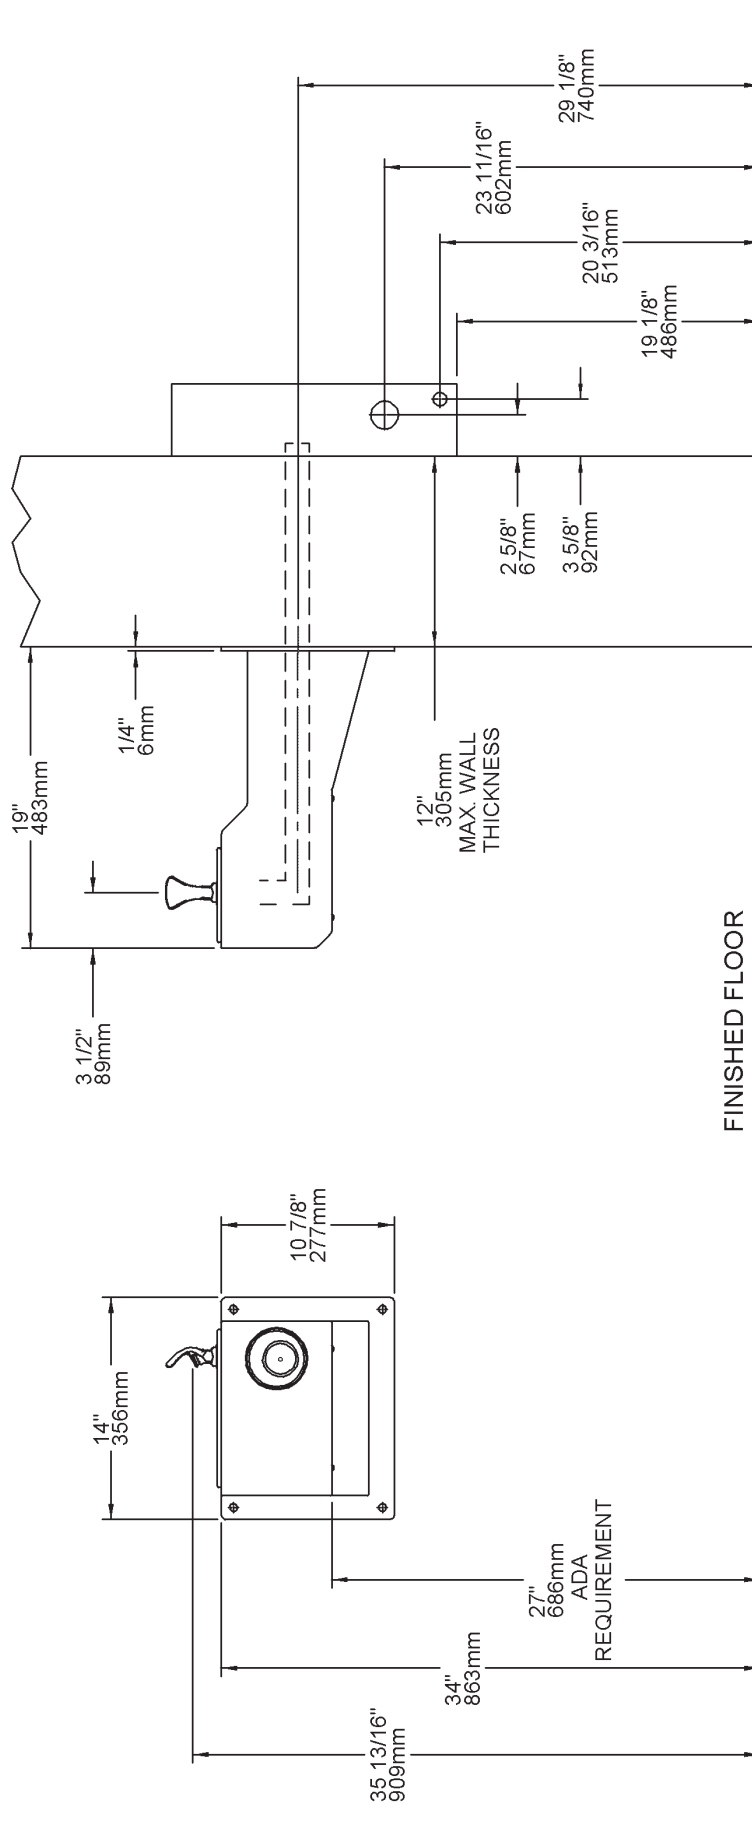 35 13/16"
909mm
34"
863mm
27"
686mm
ADA
REQUIREMENT
14"
356mm
10 7/8"
277mm
FINISHED FLOOR
3 1/2"
89mm
19"
483mm
1/4"
6mm
12"
305mm
MAX. WALL
THICKNESS
2 5/8"
67mm
3 5/8"
92mm
19 1/8"
486mm
20 3/16"
513mm
23 11/16"
602mm
29 1/8"
740mm